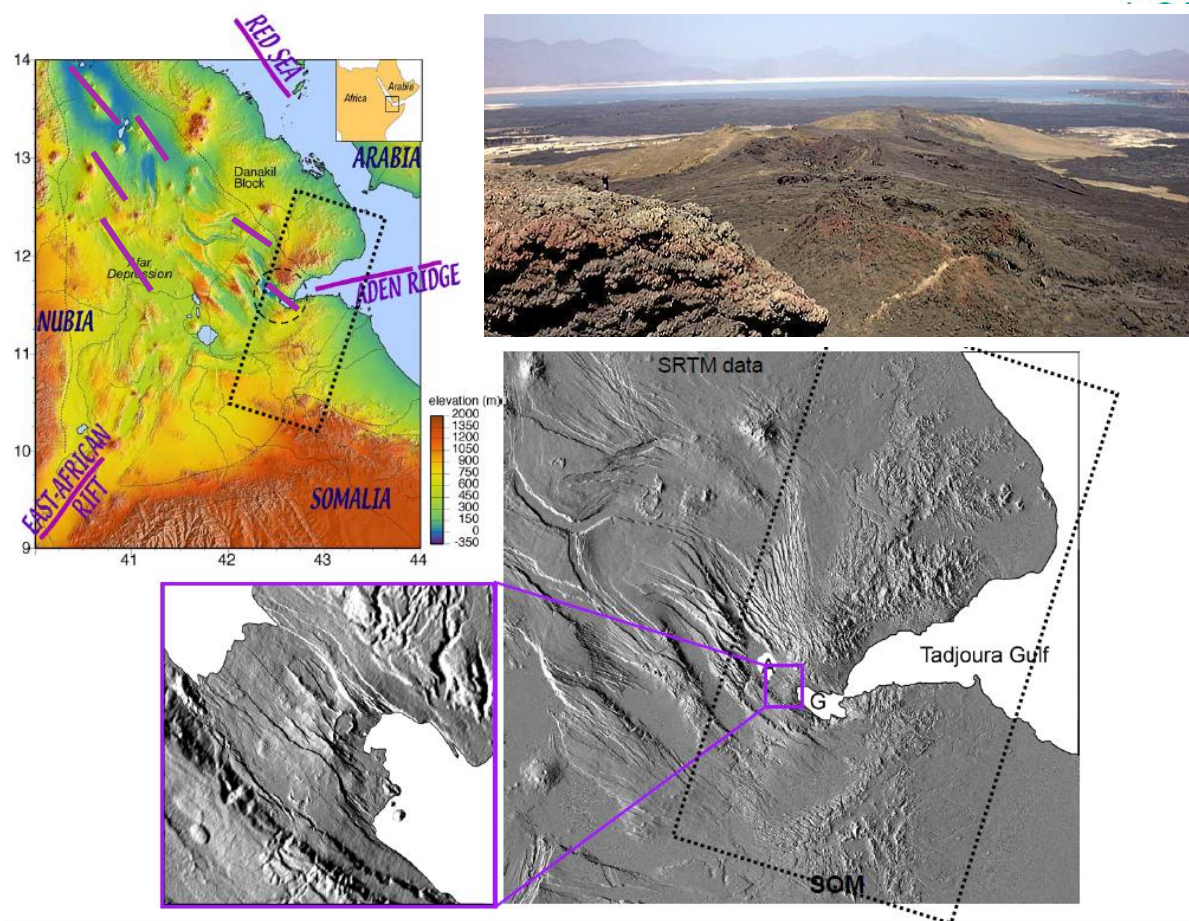 RED SEA
14
Africa
Arabia
ARABIA
13
Danakil
Block
12
Afar
Depression
ADEN RIDGE
NUBIA
11
elevation (m)
2000
1350
1050
900
750
600
450
300
150
0
-350
10
EAST-AFRICAN
RIFT
SOMALIA
9
41
42
43
44
SRTM data
Tadjoura Gulf
A
G
SOM